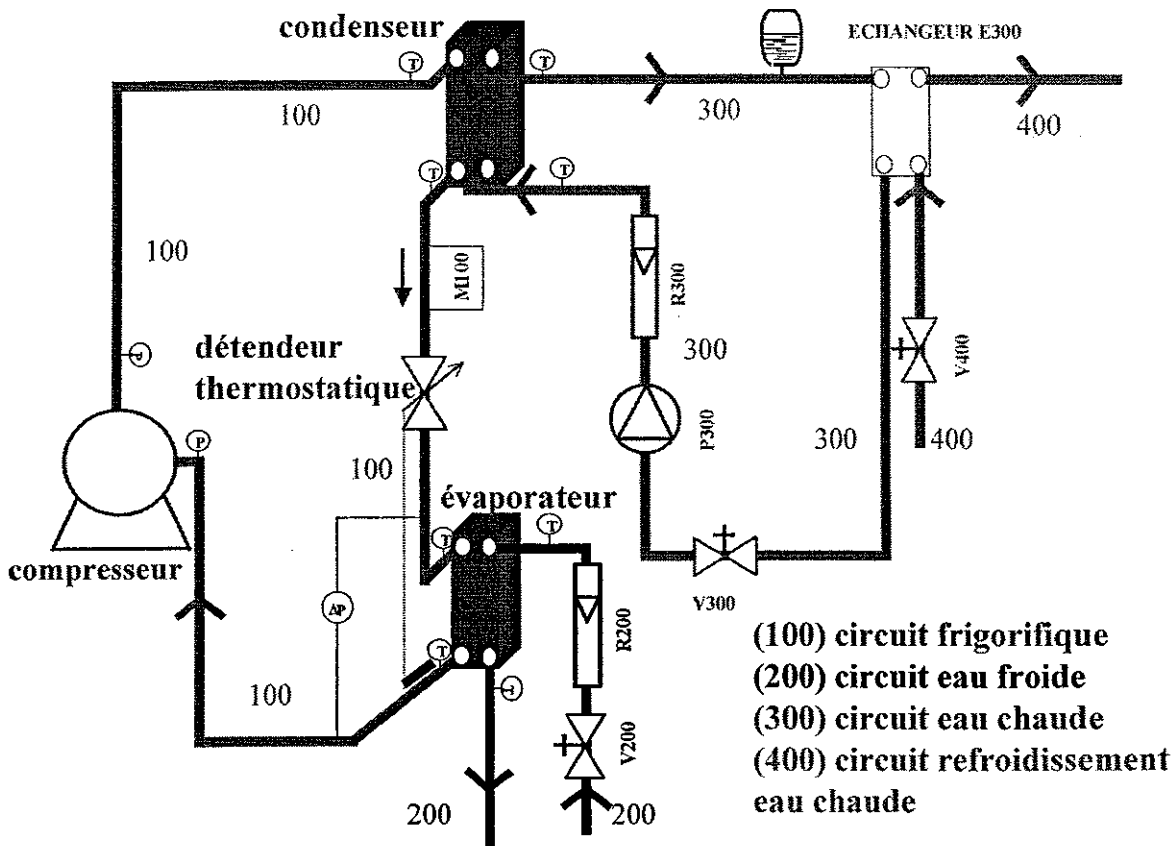 condenseur
ECHANGEUR E300
T
T
100
300
400
T
T
100
M100
R300
détendeur
thermostatique
300
V400
P
100
P300
300
400
évaporateur
T
T
compresseur
V300
ΔP
R200
T
100
V200
200
200
(100) circuit frigorifique
(200) circuit eau froide
(300) circuit eau chaude
(400) circuit refroidissement
eau chaude